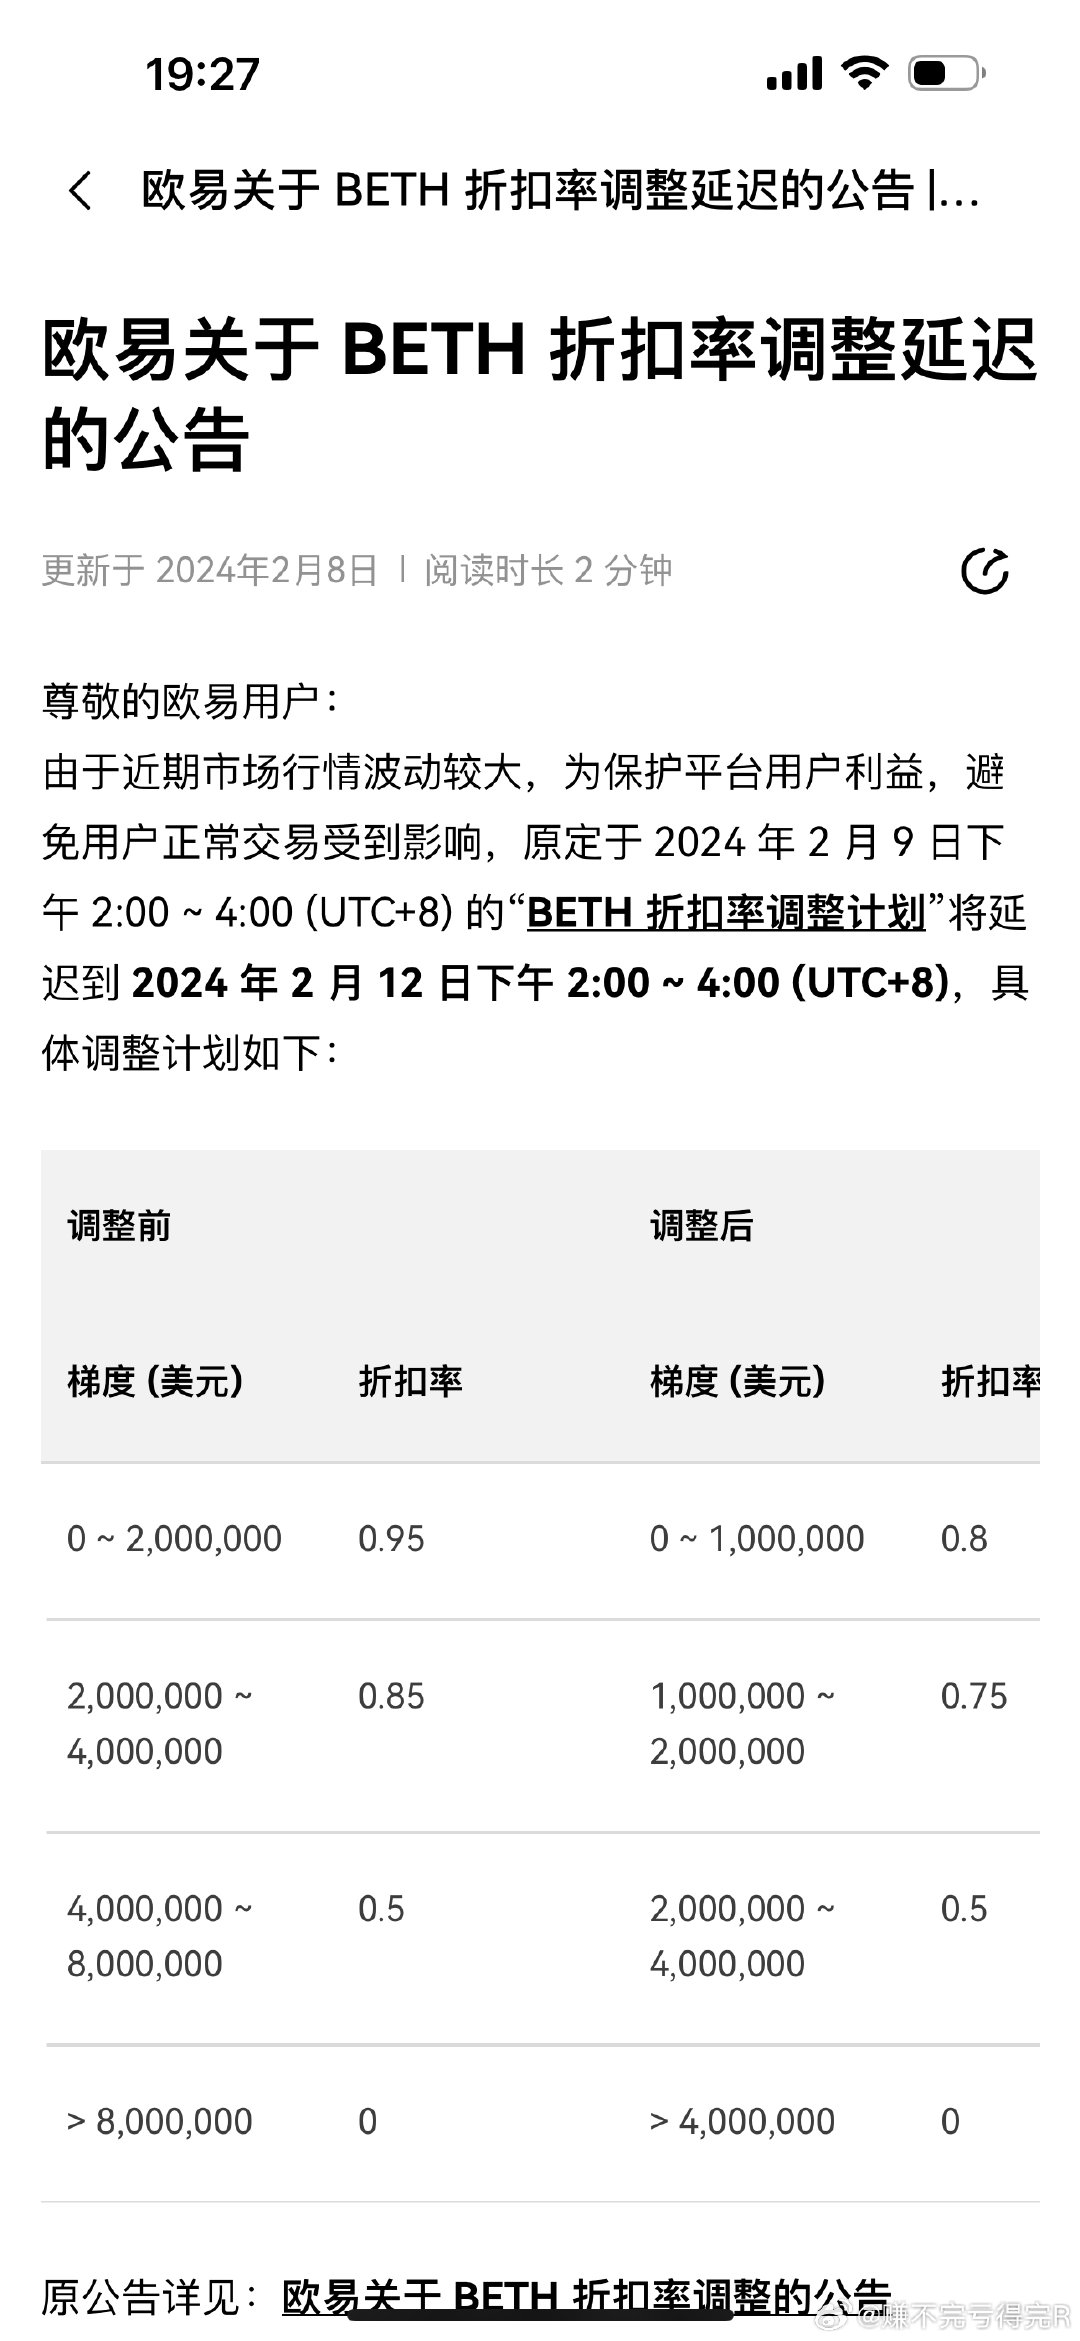 19:27
欧易关于 BETH 折扣率调整延迟的公告 |...
欧易关于 BETH 折扣率调整延迟
的公告
更新于 2024年2月8日 | 阅读时长 2 分钟
尊敬的欧易用户：
由于近期市场行情波动较大，为保护平台用户利益，避
免用户正常交易受到影响，原定于 2024 年 2 月 9 日下
午 2:00 ~ 4:00 (UTC+8) 的“BETH 折扣率调整计划”将延
迟到 2024 年 2 月 12 日下午 2:00 ~ 4:00 (UTC+8)，具
体调整计划如下：
调整前 调整后
梯度 (美元) 折扣率 梯度 (美元) 折扣率
0 ~ 2,000,000 0.95 0 ~ 1,000,000 0.8
2,000,000 ~ 0.85 1,000,000 ~ 0.75
4,000,000 2,000,000
4,000,000 ~ 0.5 2,000,000 ~ 0.5
8,000,000 4,000,000
> 8,000,000 0 > 4,000,000 0
原公告详见：欧易关于 BETH 折扣率调整的公告
@赚不完亏得完R